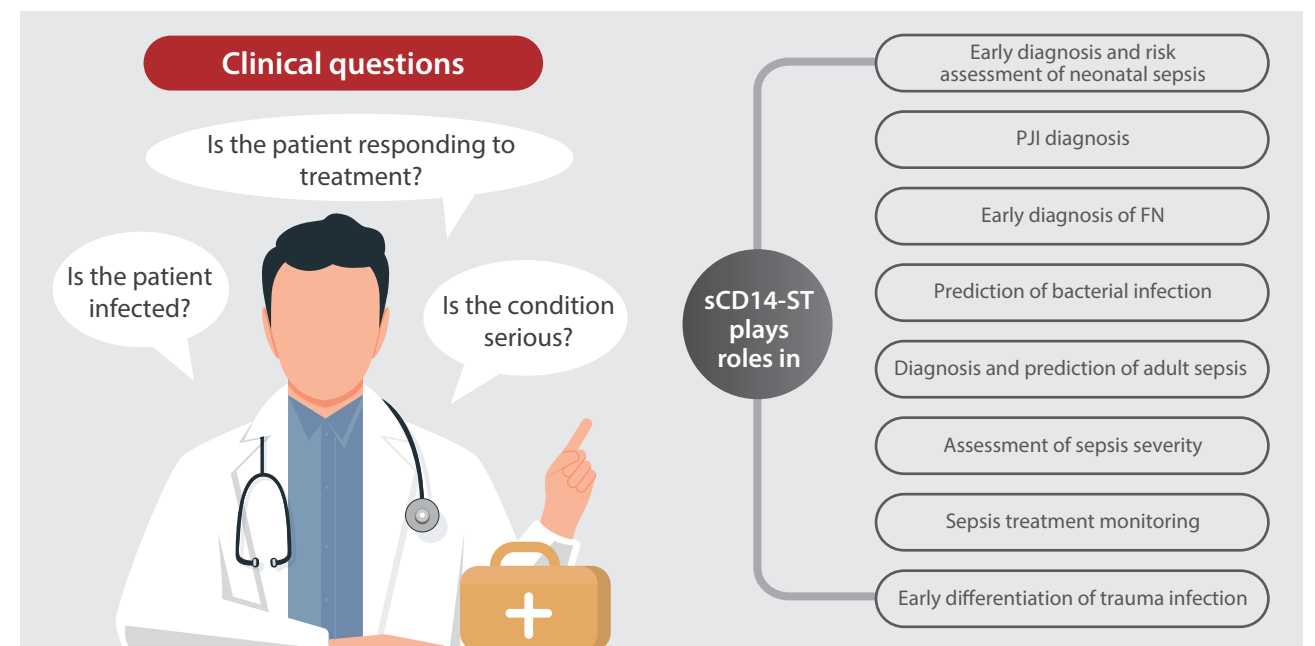 Clinical questions
Is the patient responding to
treatment?
Is the patient
infected?
Is the condition
serious?
sCD14-ST
plays
roles in
Early diagnosis and risk
assessment of neonatal sepsis
PJI diagnosis
Early diagnosis of FN
Prediction of bacterial infection
Diagnosis and prediction of adult sepsis
Assessment of sepsis severity
Sepsis treatment monitoring
Early differentiation of trauma infection